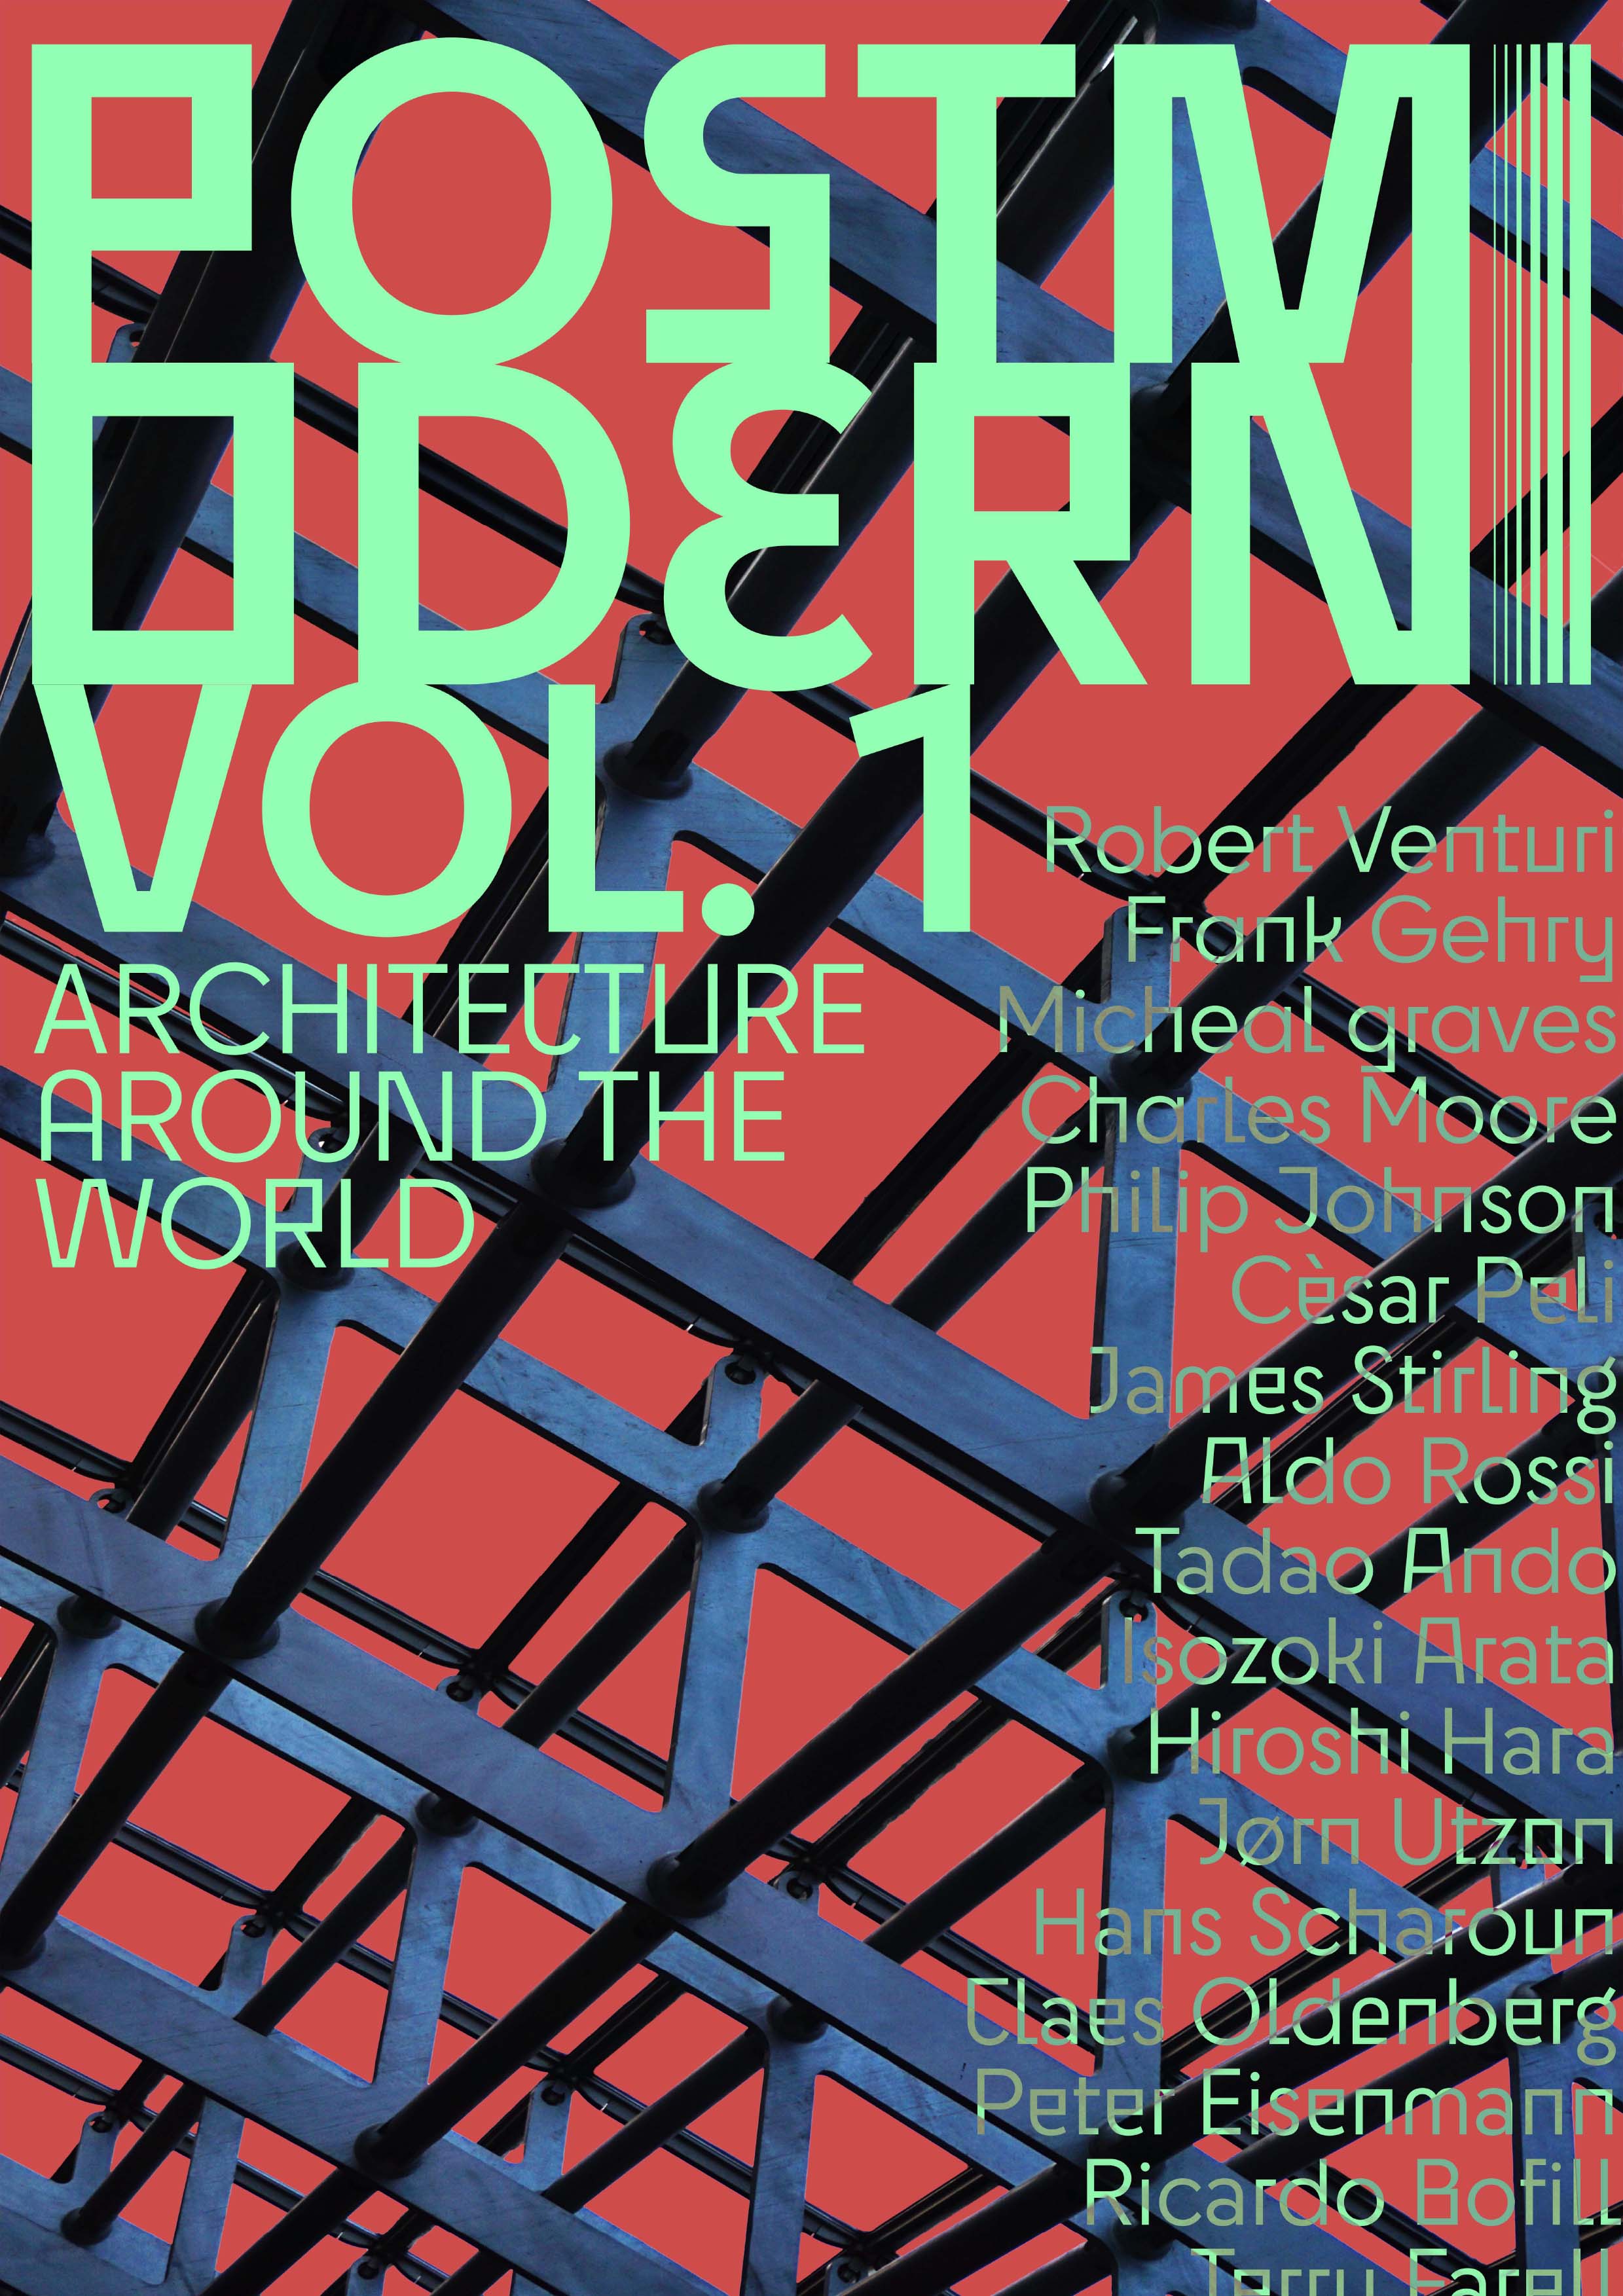 POSTM
ODERN
VOL. 1
ARCHITECTURE
AROUND THE
WORLD
Robert Venturi
Frank Gehry
Micheal graves
Charles Moore
Philip Johnson
Cèsar Peli
James Stirling
Aldo Rossi
Tadao Ando
Isozoki Arata
Hiroshi Hara
Jørn Utzon
Hans Scharoun
Claes Oldenberg
Peter Eisenmann
Ricardo Bofill
Terry Farell